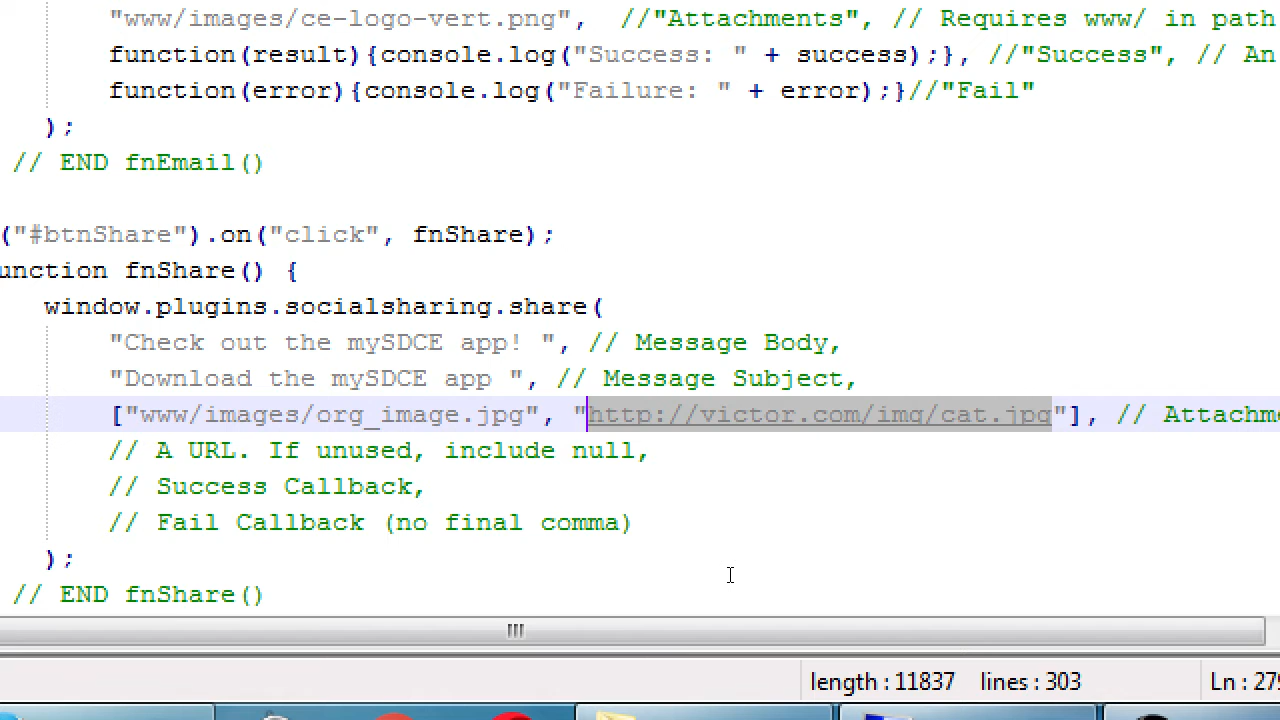 "www/images/ce-logo-vert.png",  //"Attachments", // Requires www/ in path
function(result){console.log("Success: " + success);}, //"Success", // An
function(error){console.log("Failure: " + error);}//"Fail"
);
// END fnEmail()
("#btnShare").on("click", fnShare);
unction fnShare() {
window.plugins.socialsharing.share(
"Check out the mySDCE app! ", // Message Body,
"Download the mySDCE app ", // Message Subject,
["www/images/org_image.jpg", "http://victor.com/img/cat.jpg"], // Attachm
// A URL. If unused, include null,
// Success Callback,
// Fail Callback (no final comma)
);
// END fnShare()
length : 11837    lines : 303    Ln : 279